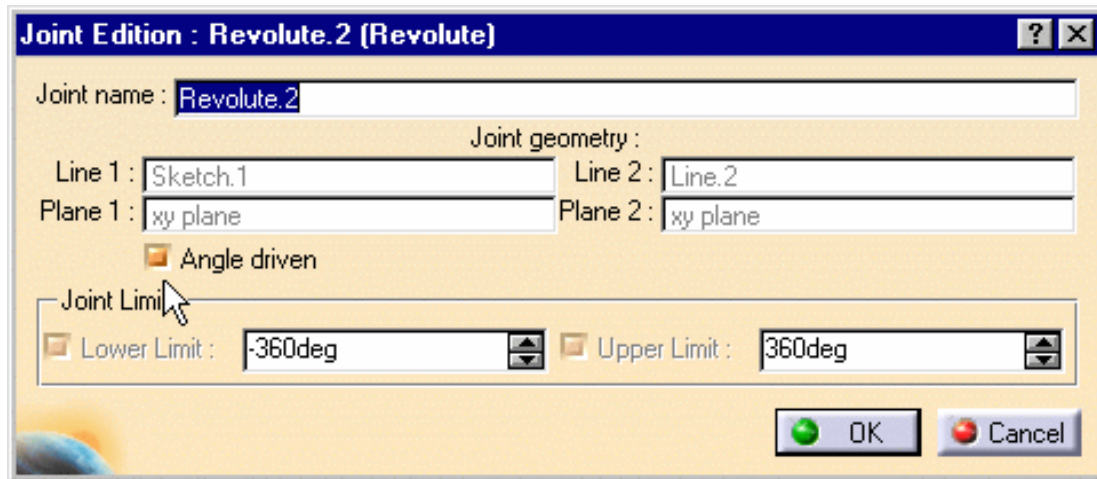 Joint Edition : Revolute.2 (Revolute)
Joint name : Revolute.2
Joint geometry :
Line 1 : Sketch.1 Line 2 : Line.2
Plane 1 : xy plane Plane 2 : xy plane
Angle driven
Joint Limi
Lower Limit : -360deg Upper Limit : 360deg
OK Cancel